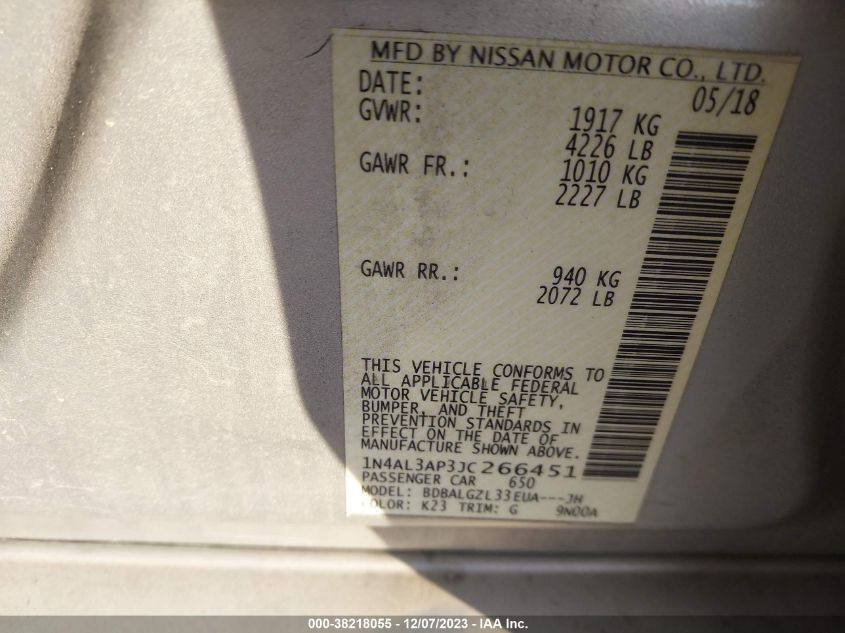 MFD BY NISSAN MOTOR CO., LTD.
DATE: 05/18
GVWR: 1917 KG
4226 LB
GAWR FR.: 1010 KG
2227 LB
GAWR RR.: 940 KG
2072 LB
THIS VEHICLE CONFORMS TO
ALL APPLICABLE FEDERAL
MOTOR VEHICLE SAFETY,
BUMPER, AND THEFT
PREVENTION STANDARDS IN
EFFECT ON THE DATE OF
MANUFACTURE SHOWN ABOVE.
1N4AL3AP3JC266451
PASSENGER CAR 650
MODEL: BDBALGZL33EUA---JH
COLOR: K23 TRIM: G 9N00A
000-38218055 - 12/07/2023 - IAA Inc.